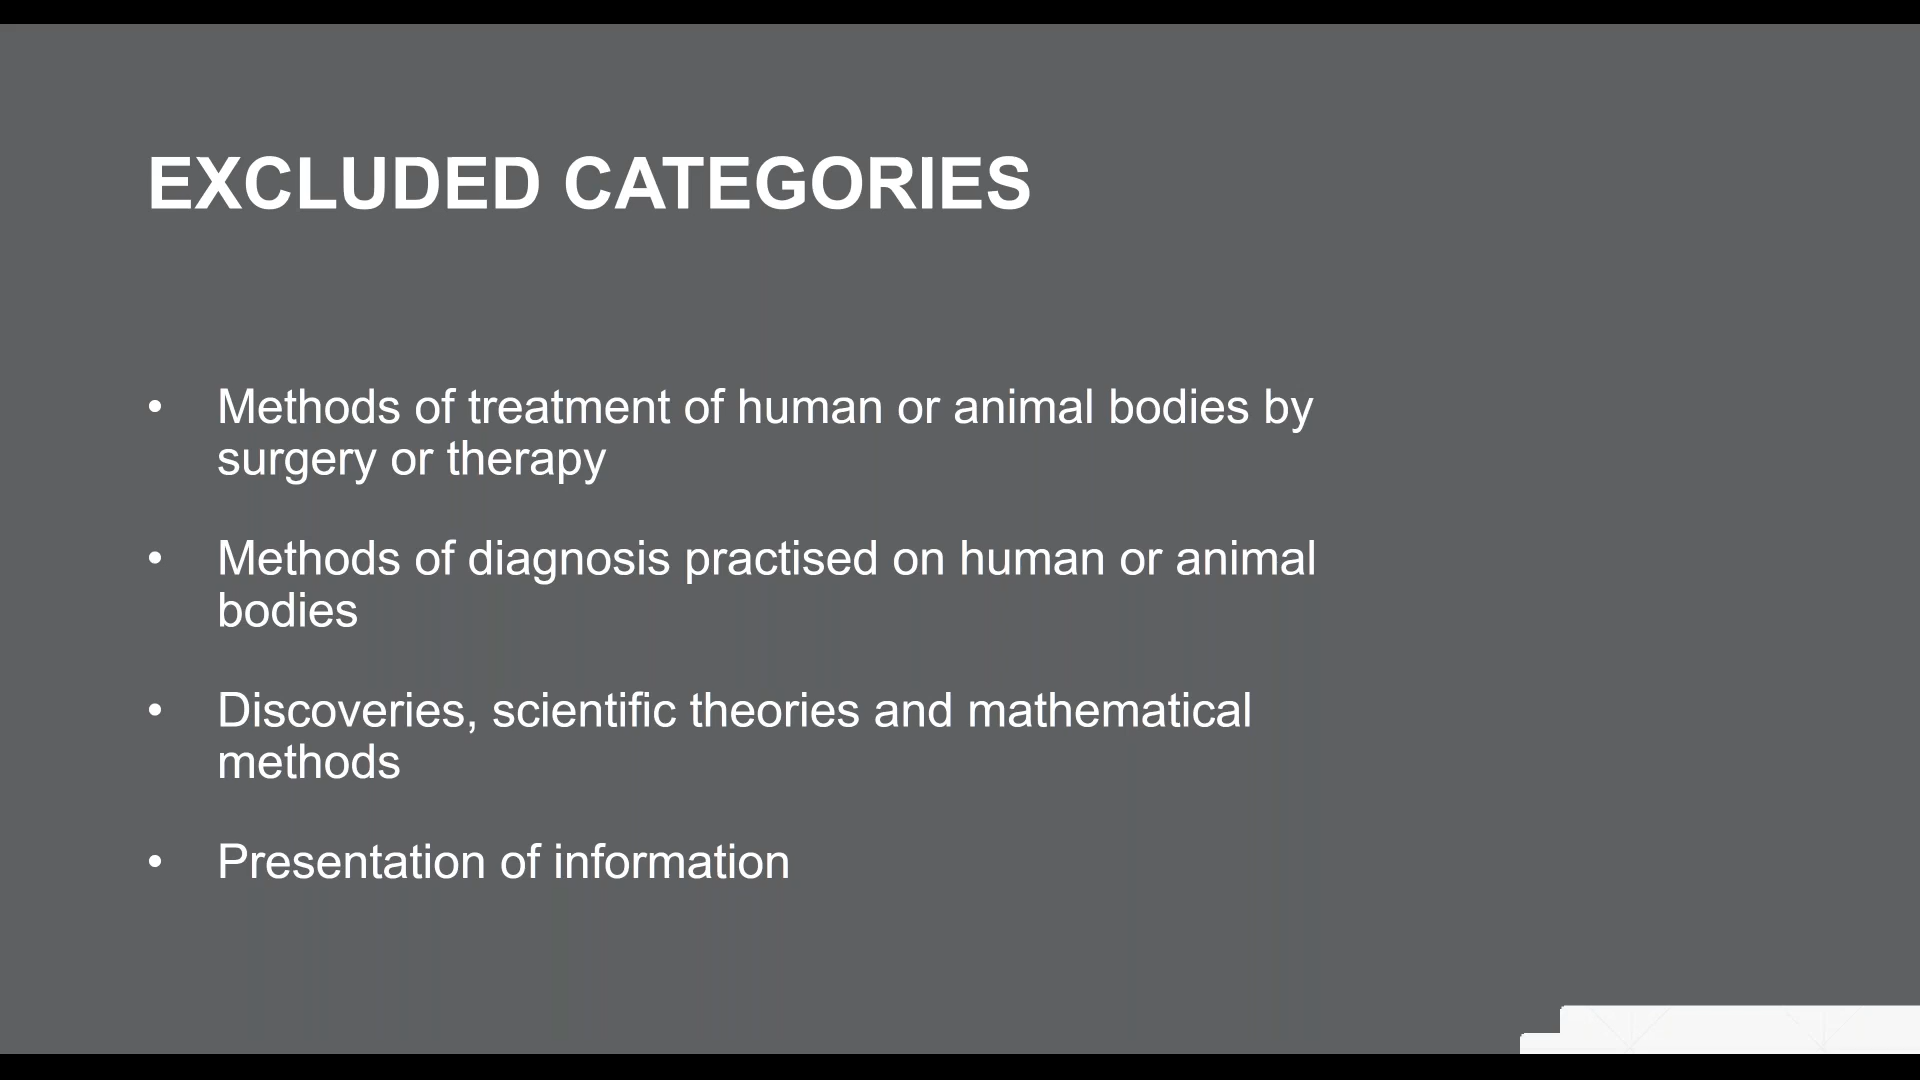 EXCLUDED CATEGORIES
• Methods of treatment of human or animal bodies by
surgery or therapy
• Methods of diagnosis practised on human or animal
bodies
• Discoveries, scientific theories and mathematical
methods
• Presentation of information